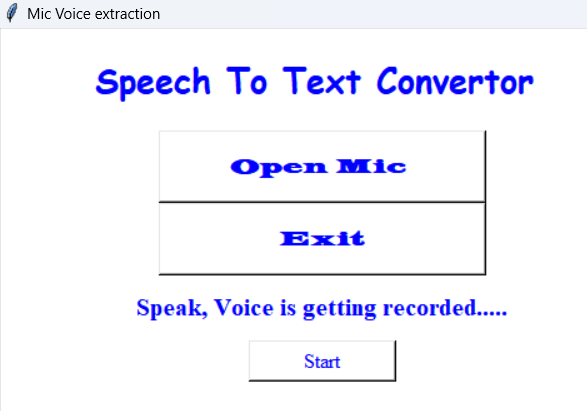 Mic Voice extraction
Speech To Text Convertor
Open Mic
Exit
Speak, Voice is getting recorded.....
Start